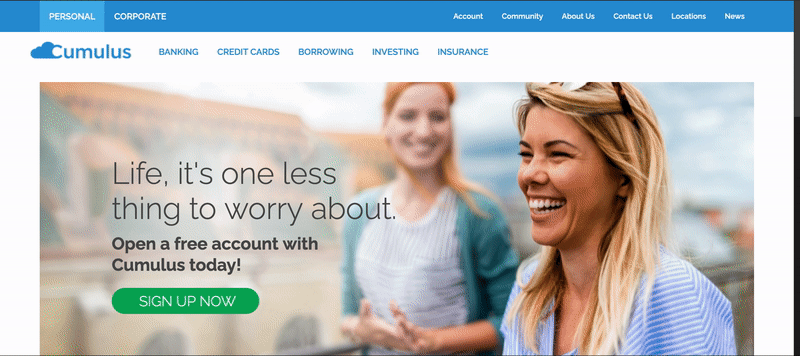 PERSONAL CORPORATE Account Community About Us Contact Us Locations News
Cumulus BANKING CREDIT CARDS BORROWING INVESTING INSURANCE
Life, it's one less
thing to worry about.
Open a free account with
Cumulus today!
SIGN UP NOW